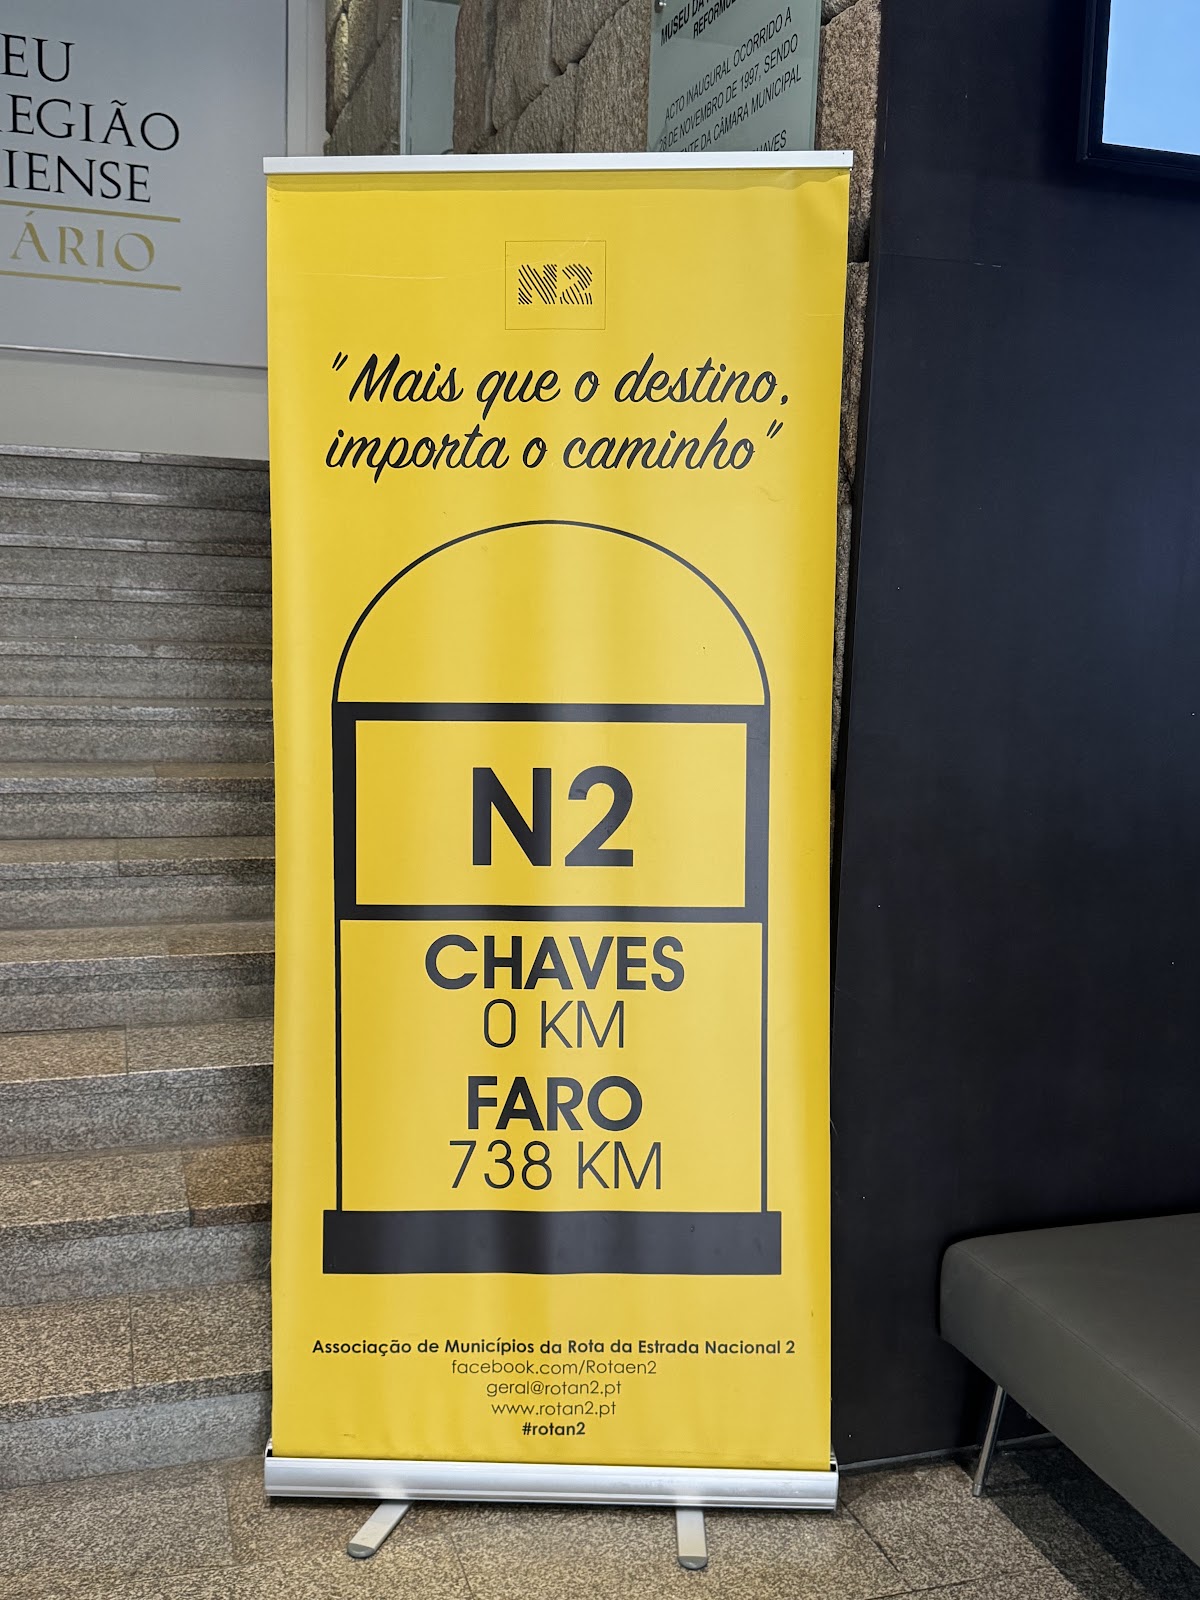 EU
EGIÃO
IENSE
ÁRIO
MUSEU DA
ACTO INAUGURAL OCORRIDO A
28 DE NOVEMBRO DE 1997, SENDO
DA CÂMARA MUNICIPAL
N2
"Mais que o destino,
importa o caminho"
N2
CHAVES
0 KM
FARO
738 KM
Associação de Municípios da Rota da Estrada Nacional 2
facebook.com/Rotaen2
geral@rotan2.pt
www.rotan2.pt
#rotan2